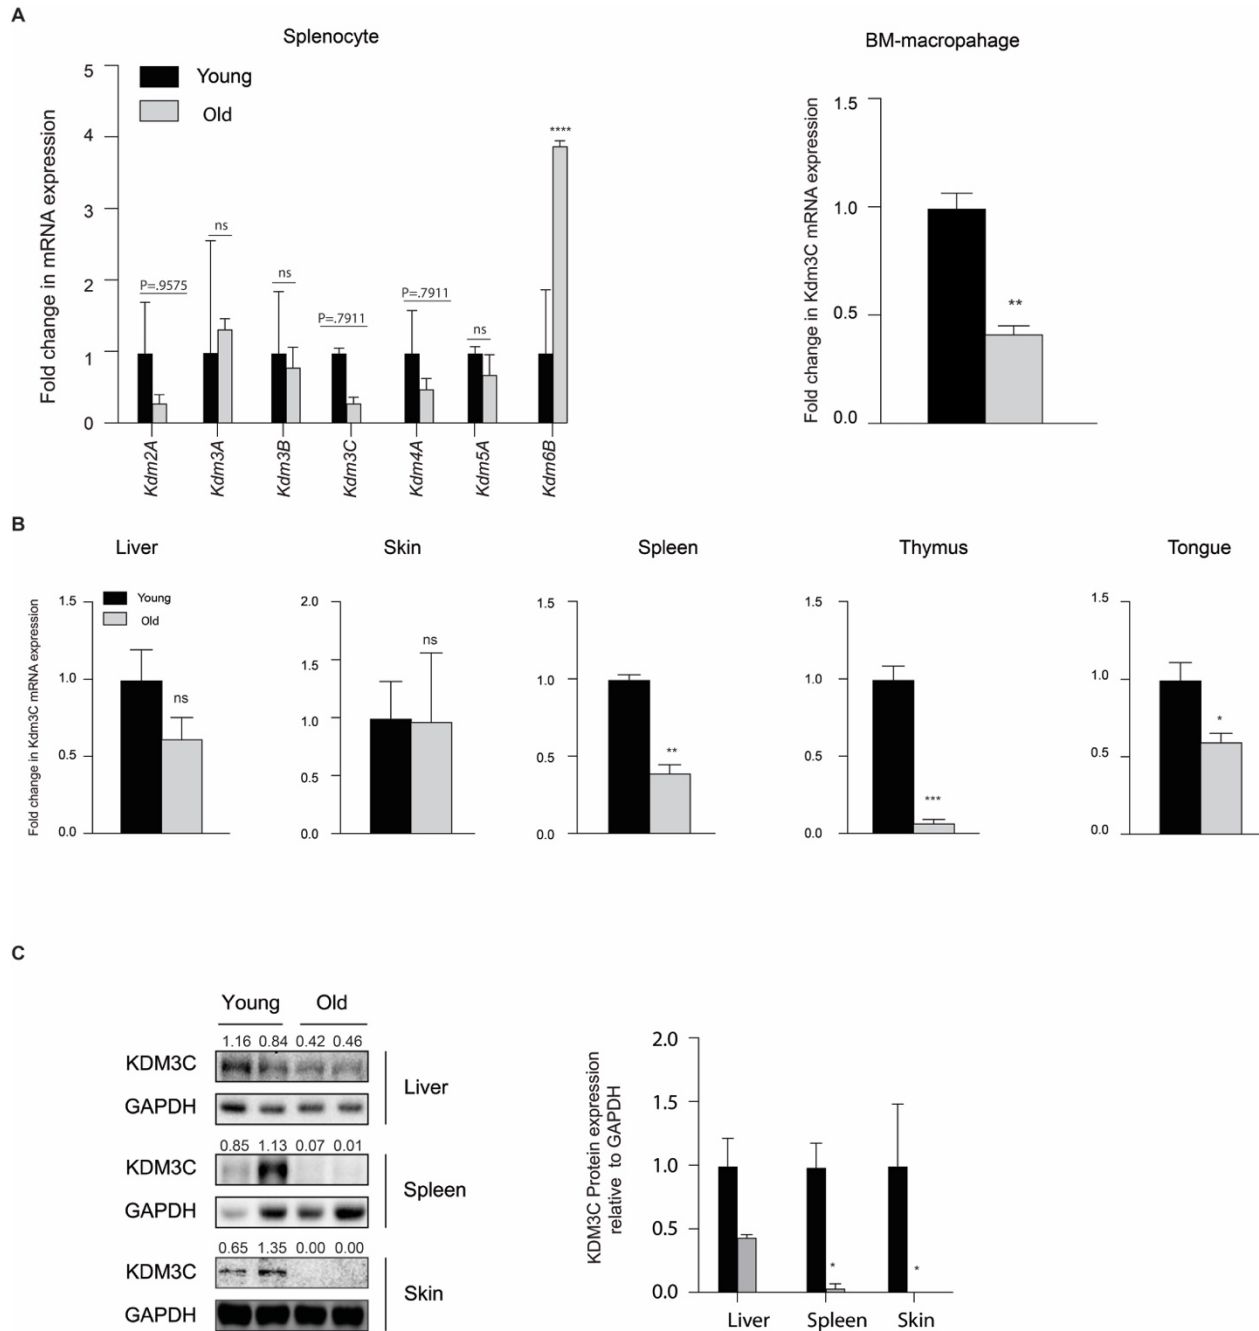 A
Splenocyte
BM-macropahage
Fold change in mRNA expression
5
4
3
2
1
0
Young
Old
P=.9575
ns
ns
P=.7911
P=.7911
ns
****
Kdm2A
Kdm3A
Kdm3B
Kdm3C
Kdm4A
Kdm5A
Kdm6B
Fold change in Kdm3C mRNA expression
1.5
1.0
0.5
0.0
**
B
Liver
Skin
Spleen
Thymus
Tongue
Fold change in Kdm3C mRNA expression
1.5
1.0
0.5
0.0
Young
Old
ns
2.0
1.5
1.0
0.5
0.0
ns
1.5
1.0
0.5
0.0
**
1.5
1.0
0.5
0.0
***
1.5
1.0
0.5
0.0
*
C
Young Old
1.16 0.84 0.42 0.46
KDM3C
GAPDH
Liver
0.85 1.13 0.07 0.01
KDM3C
GAPDH
Spleen
0.65 1.35 0.00 0.00
KDM3C
GAPDH
Skin
KDM3C Protein expression
relative to GAPDH
2.0
1.5
1.0
0.5
0.0
*
*
Liver Spleen Skin